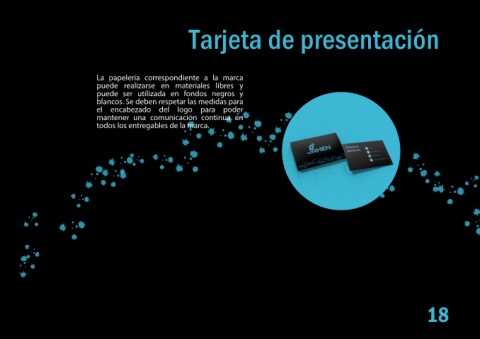 Tarjeta de presentación
La papelería correspondiente a la marca
puede realizarse en materiales libres y
puede ser utilizada en fondos negros y
blancos. Se deben respetar las medidas para
el encabezado del logo para poder
mantener una comunicación continua en
todos los entregables de la marca.
18